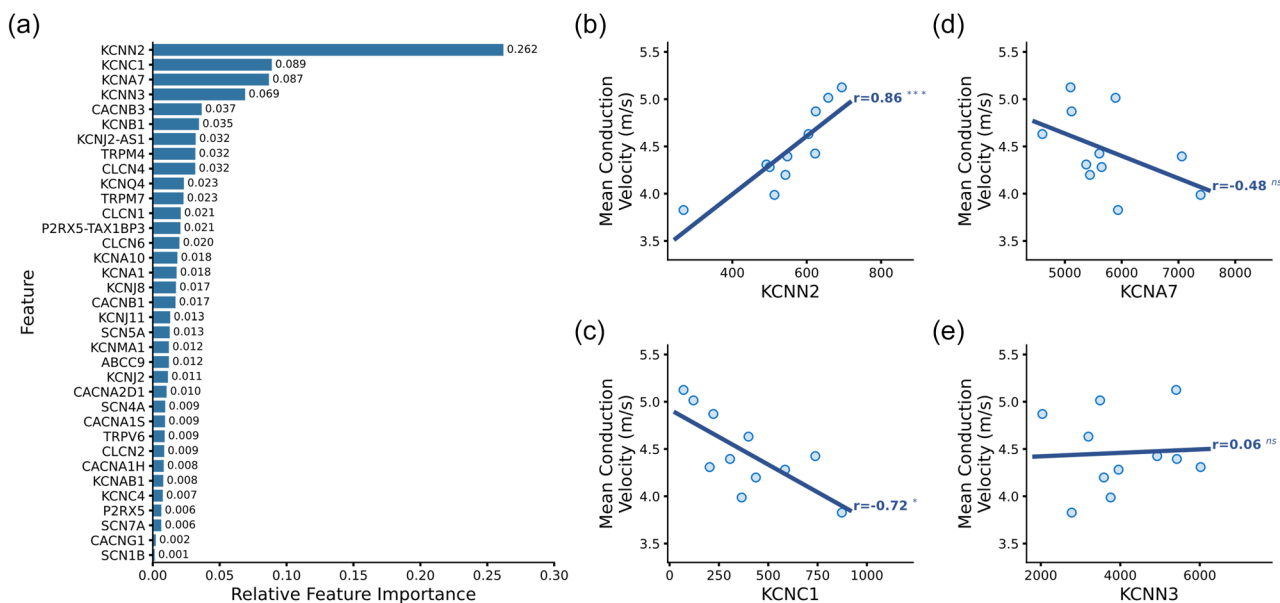 (a)
KCNN2 0.262
KCNC1 0.089
KCNA7 0.087
KCNN3 0.069
CACNB3 0.037
KCNB1 0.035
KCNJ2-AS1 0.032
TRPM4 0.032
CLCN4 0.032
KCNQ4 0.023
TRPM7 0.023
CLCN1 0.021
P2RX5-TAX1BP3 0.021
CLCN6 0.020
KCNA10 0.018
KCNA1 0.018
KCNJ8 0.017
CACNB1 0.017
KCNJ11 0.013
SCN5A 0.013
KCNMA1 0.012
ABCC9 0.012
KCNJ2 0.011
CACNA2D1 0.010
SCN4A 0.009
CACNA1S 0.009
TRPV6 0.009
CLCN2 0.009
CACNA1H 0.008
KCNAB1 0.008
KCNC4 0.007
P2RX5 0.006
SCN7A 0.006
CACNG1 0.002
SCN1B 0.001
Feature
0.00 0.05 0.10 0.15 0.20 0.25 0.30
Relative Feature Importance
(b)
5.5
5.0
4.5
4.0
3.5
Mean Conduction
Velocity (m/s)
r=0.86 ***
400 600 800
KCNN2
(c)
5.5
5.0
4.5
4.0
3.5
Mean Conduction
Velocity (m/s)
r=-0.72 *
0 250 500 750 1000
KCNC1
(d)
5.5
5.0
4.5
4.0
3.5
Mean Conduction
Velocity (m/s)
r=-0.48 ns
5000 6000 7000 8000
KCNA7
(e)
5.5
5.0
4.5
4.0
3.5
Mean Conduction
Velocity (m/s)
r=0.06 ns
2000 4000 6000
KCNN3